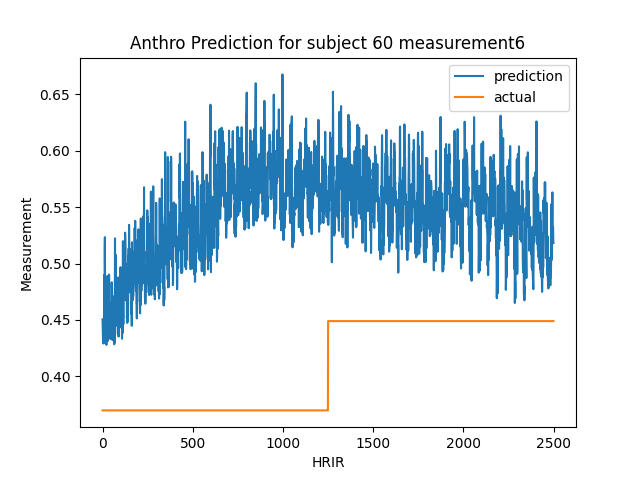 Anthro Prediction for subject 60 measurement6
prediction
actual
0.65
0.60
0.55
0.50
0.45
0.40
Measurement
0 500 1000 1500 2000 2500
HRIR